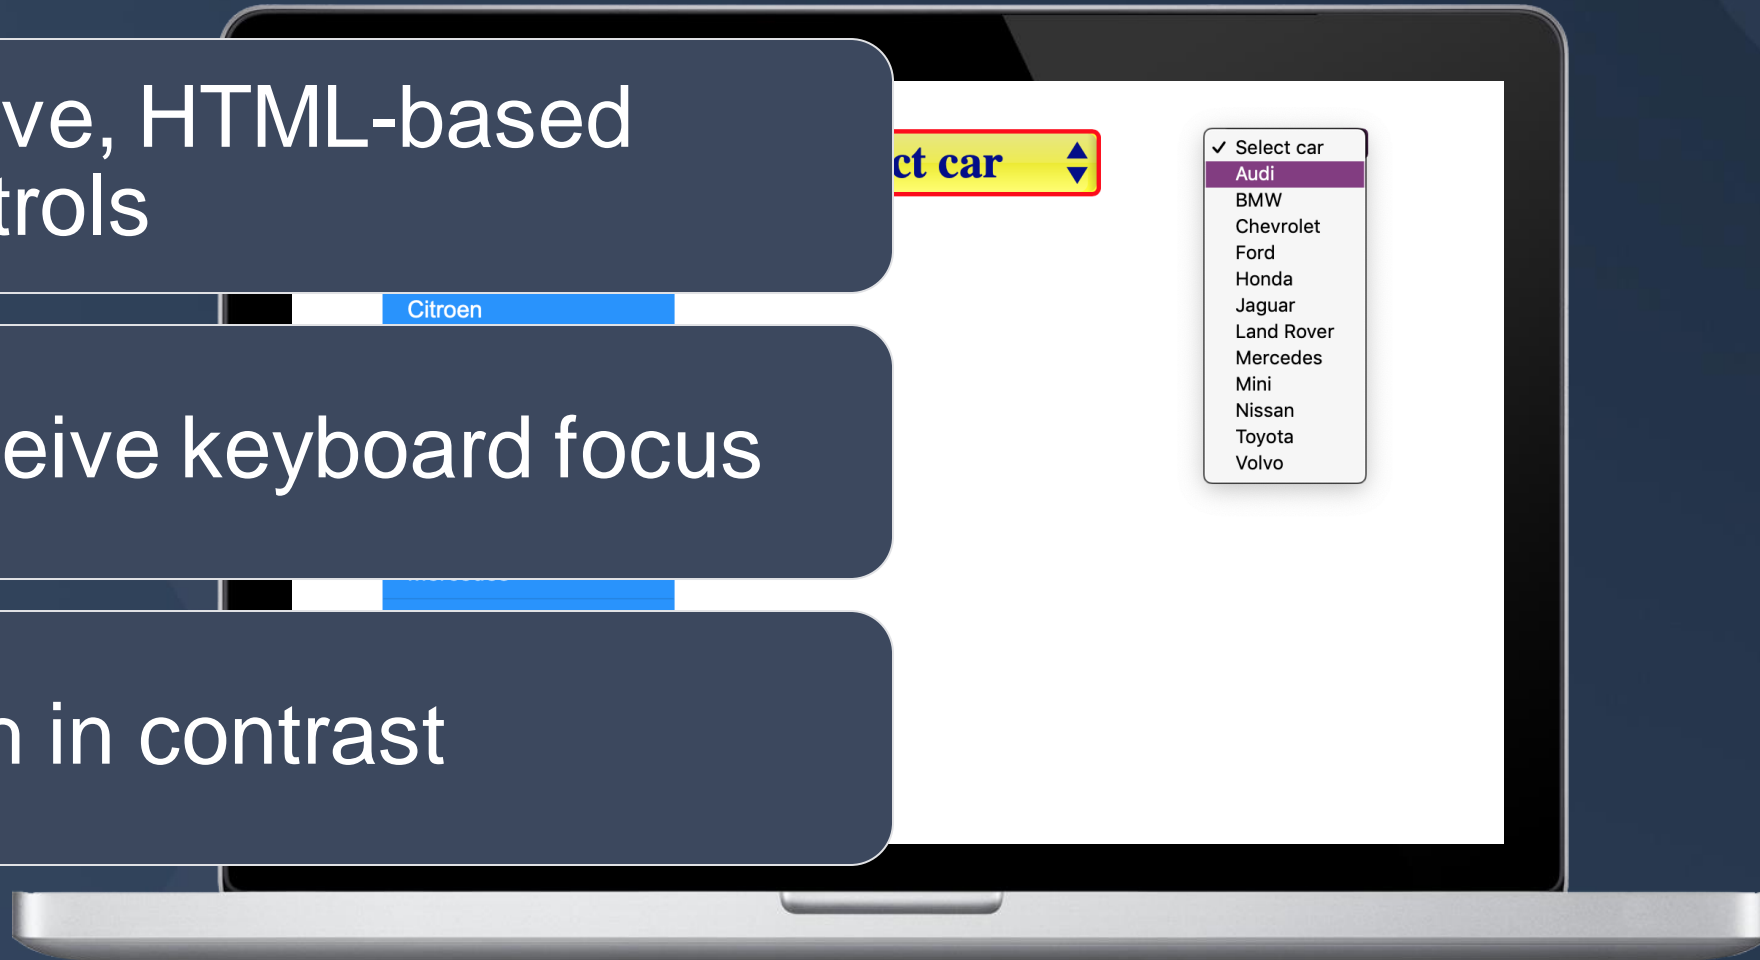 ve, HTML-based
trols
eive keyboard focus
n in contrast
Citroen
ct car
✓ Select car
Audi
BMW
Chevrolet
Ford
Honda
Jaguar
Land Rover
Mercedes
Mini
Nissan
Toyota
Volvo